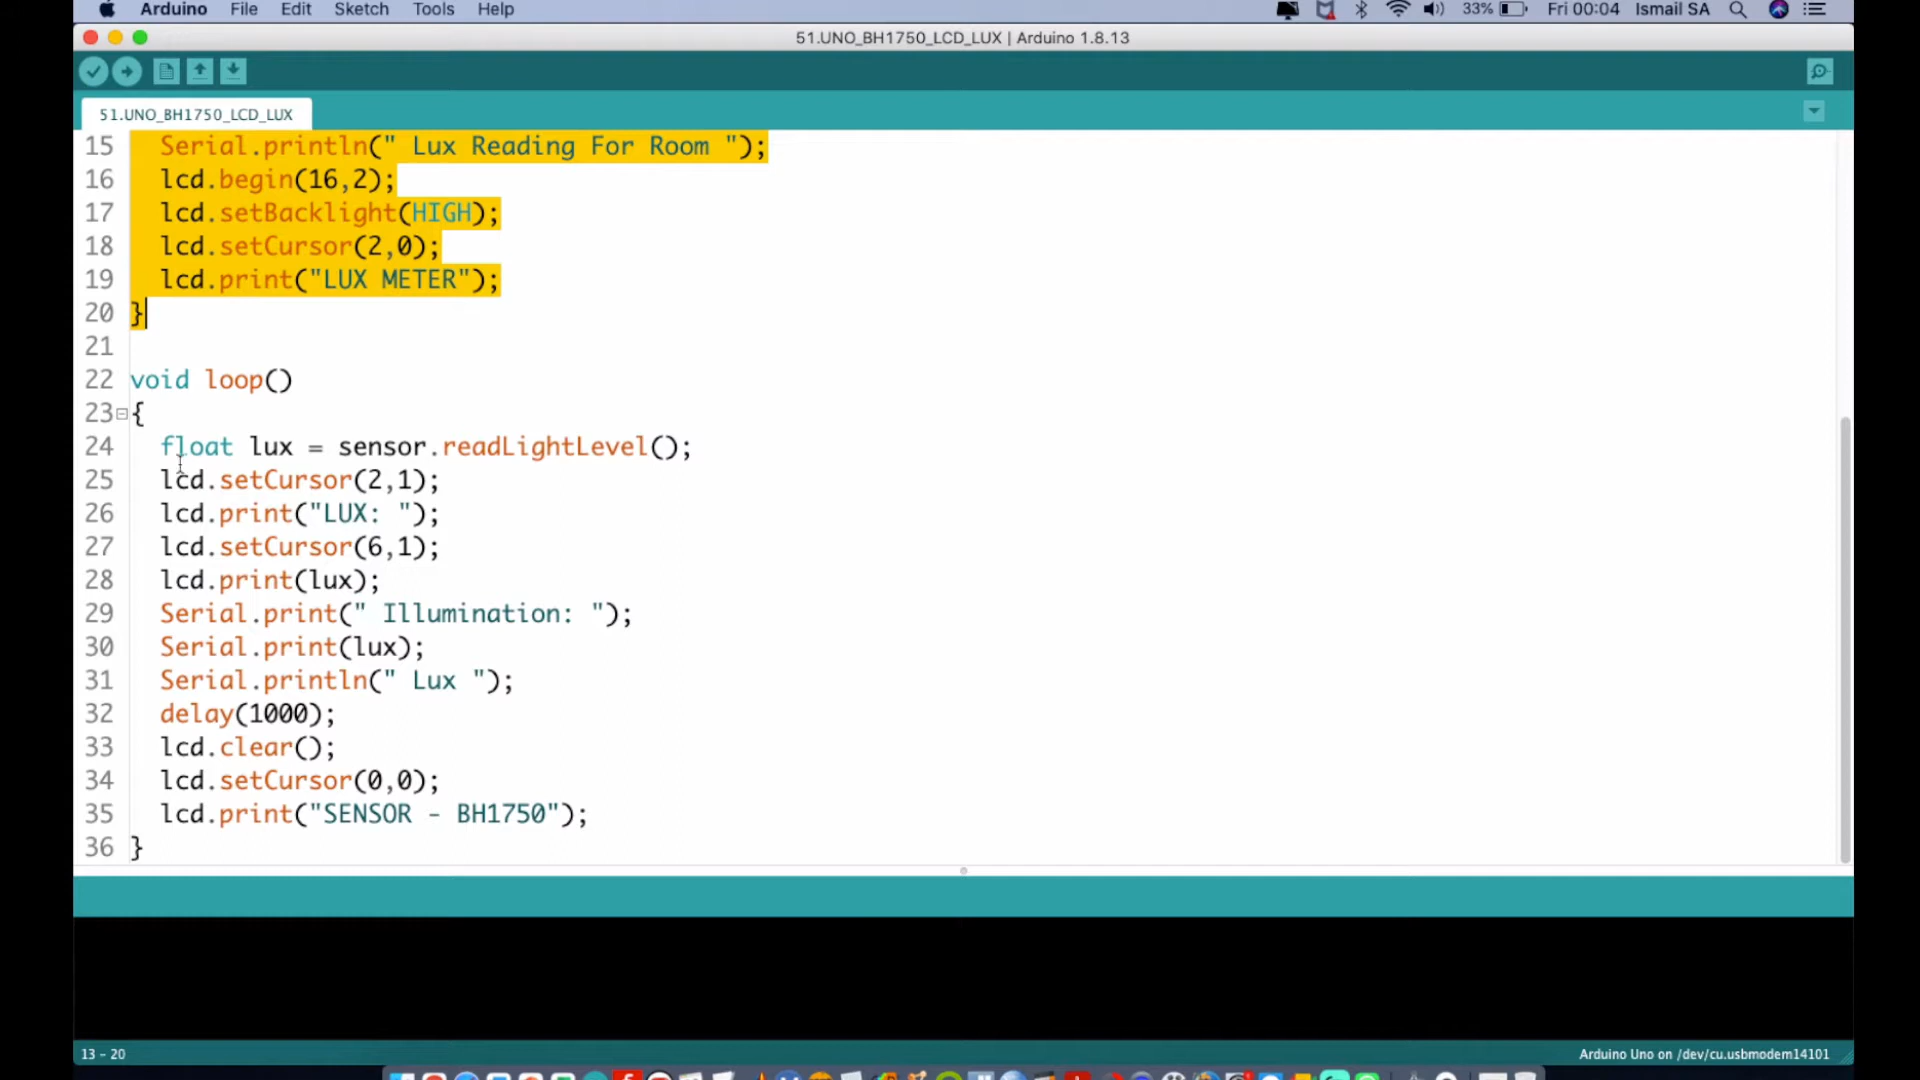 Arduino File Edit Sketch Tools Help 33% Fri 00:04 Ismail SA
51.UNO_BH1750_LCD_LUX | Arduino 1.8.13
51.UNO_BH1750_LCD_LUX
15 Serial.println(" Lux Reading For Room ");
16 lcd.begin(16,2);
17 lcd.setBacklight(HIGH);
18 lcd.setCursor(2,0);
19 lcd.print("LUX METER");
20 }
21
22 void loop()
23 {
24 float lux = sensor.readLightLevel();
25 lcd.setCursor(2,1);
26 lcd.print("LUX: ");
27 lcd.setCursor(6,1);
28 lcd.print(lux);
29 Serial.print(" Illumination: ");
30 Serial.print(lux);
31 Serial.println(" Lux ");
32 delay(1000);
33 lcd.clear();
34 lcd.setCursor(0,0);
35 lcd.print("SENSOR - BH1750");
36 }
13 - 20 Arduino Uno on /dev/cu.usbmodem14101